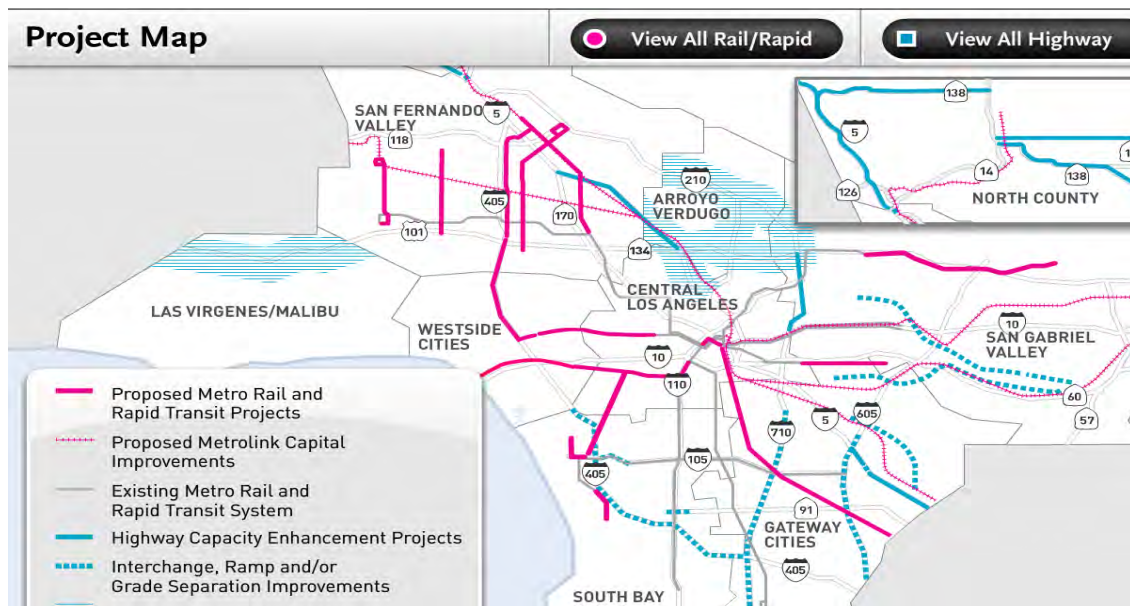 Project Map
View All Rail/Rapid
View All Highway
SAN FERNANDO
VALLEY
118
5
405
170
101
134
210
ARROYO
VERDUGO
138
5
14
138
126
NORTH COUNTY
LAS VIRGENES/MALIBU
CENTRAL
LOS ANGELES
WESTSIDE
CITIES
10
110
10
SAN GABRIEL
VALLEY
60
57
605
5
710
105
405
91
GATEWAY
CITIES
405
SOUTH BAY
Proposed Metro Rail and
Rapid Transit Projects
Proposed Metrolink Capital
Improvements
Existing Metro Rail and
Rapid Transit System
Highway Capacity Enhancement Projects
Interchange, Ramp and/or
Grade Separation Improvements